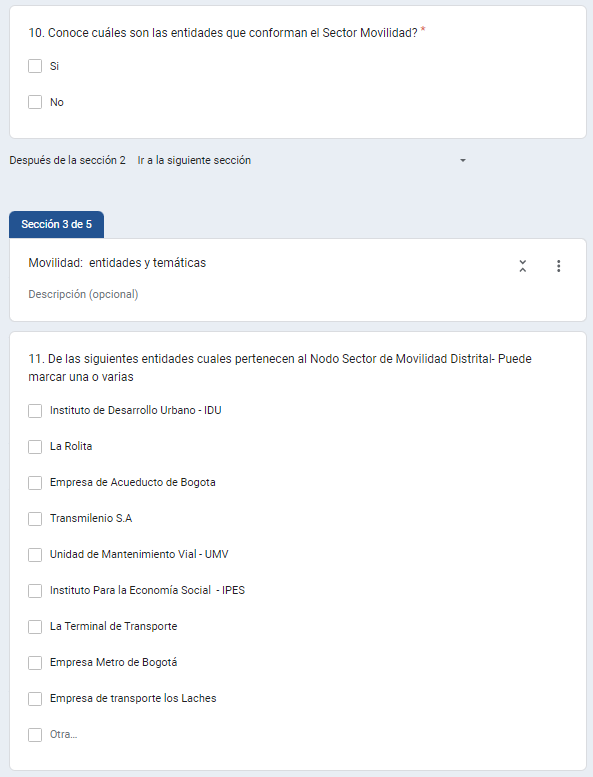 10. Conoce cuáles son las entidades que conforman el Sector Movilidad? *
Si
No
Después de la sección 2 Ir a la siguiente sección
Sección 3 de 5
Movilidad: entidades y temáticas
Descripción (opcional)
11. De las siguientes entidades cuales pertenecen al Nodo Sector de Movilidad Distrital- Puede
marcar una o varias
Instituto de Desarrollo Urbano - IDU
La Rolita
Empresa de Acueducto de Bogota
Transmilenio S.A
Unidad de Mantenimiento Vial - UMV
Instituto Para la Economía Social - IPES
La Terminal de Transporte
Empresa Metro de Bogotá
Empresa de transporte los Laches
Otra...